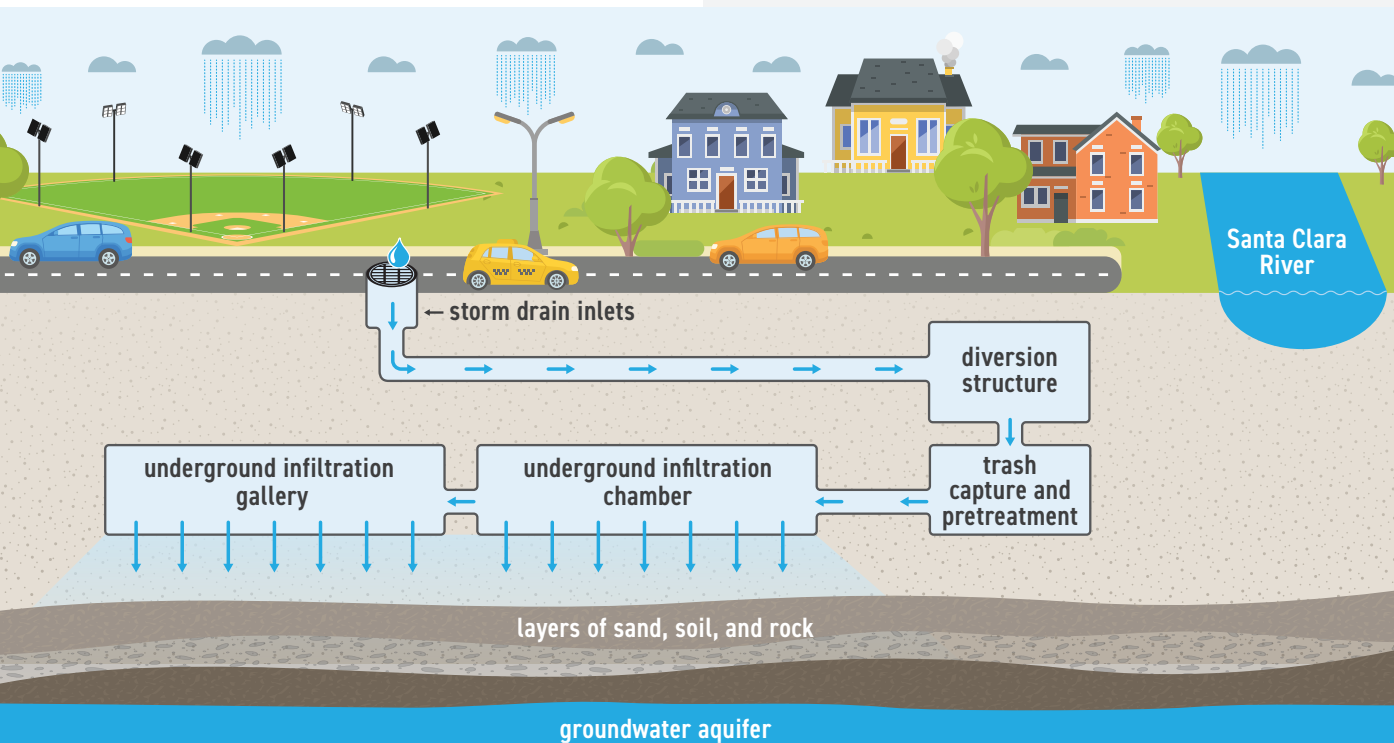 Santa Clara
River
storm drain inlets
diversion
structure
underground infiltration
gallery
underground infiltration
chamber
trash
capture and
pretreatment
layers of sand, soil, and rock
groundwater aquifer